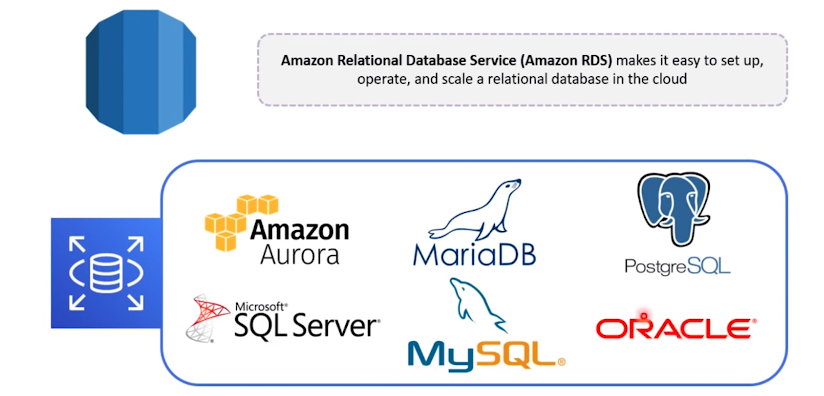 Amazon Relational Database Service (Amazon RDS) makes it easy to set up,
operate, and scale a relational database in the cloud
Amazon
Aurora
MariaDB
PostgreSQL
Microsoft®
SQL Server®
MySQL®
ORACLE®